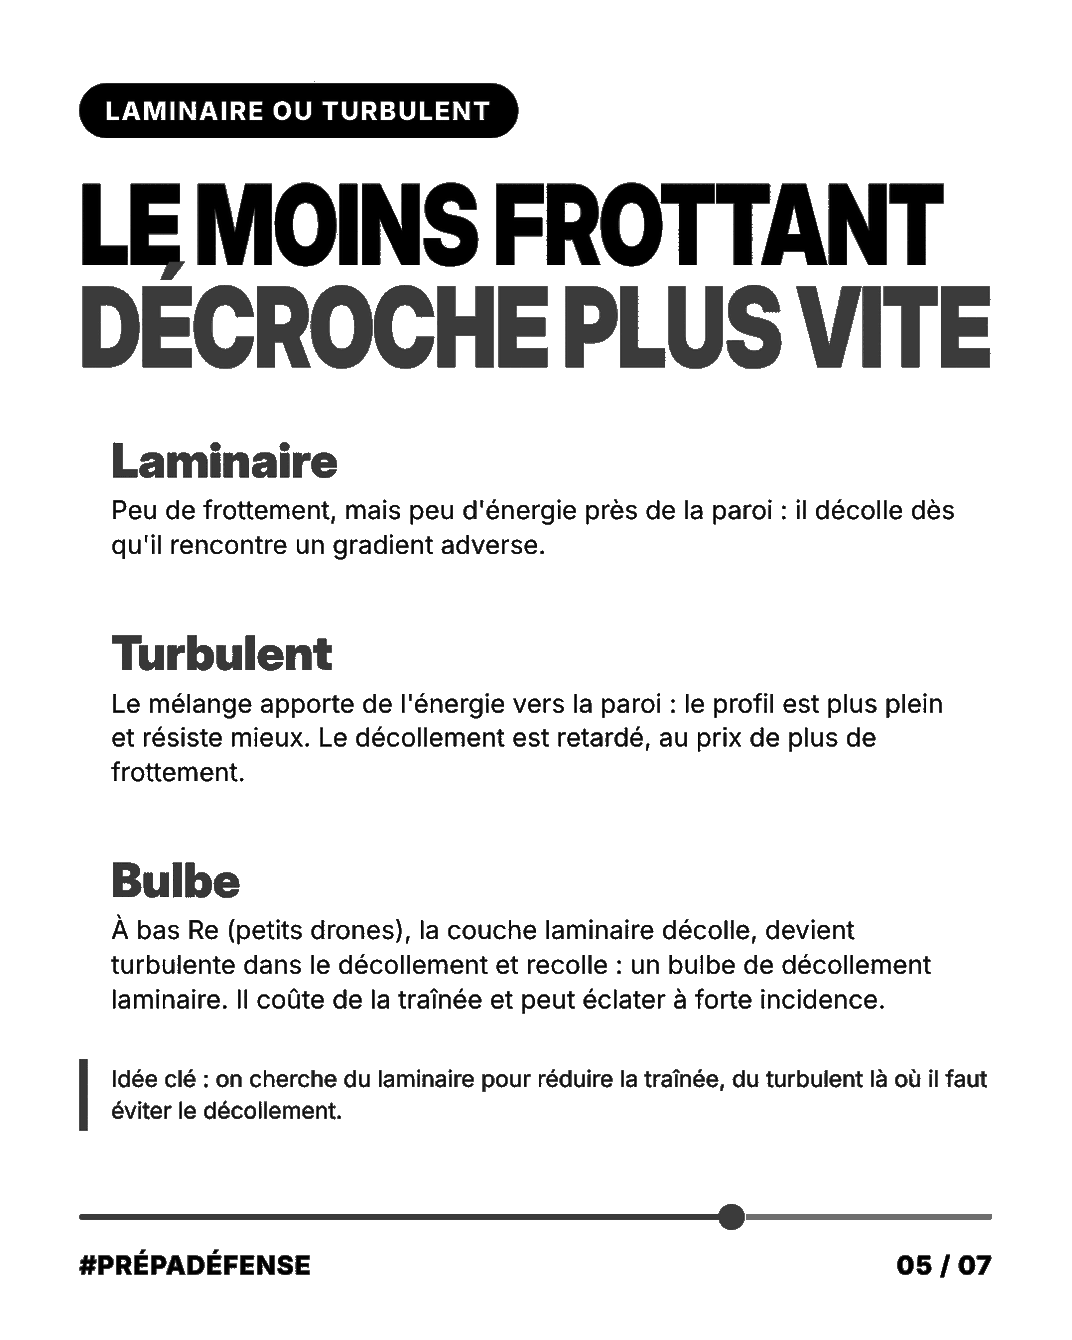 LAMINAIRE OU TURBULENT
LE MOINS FROTTANT
DÉCROCHE PLUS VITE
Laminaire
Peu de frottement, mais peu d'énergie près de la paroi : il décolle dès
qu'il rencontre un gradient adverse.
Turbulent
Le mélange apporte de l'énergie vers la paroi : le profil est plus plein
et résiste mieux. Le décollement est retardé, au prix de plus de
frottement.
Bulbe
À bas Re (petits drones), la couche laminaire décolle, devient
turbulente dans le décollement et recolle : un bulbe de décollement
laminaire. Il coûte de la traînée et peut éclater à forte incidence.
Idée clé : on cherche du laminaire pour réduire la traînée, du turbulent là où il faut
éviter le décollement.
#PRÉPADÉFENSE
05 / 07